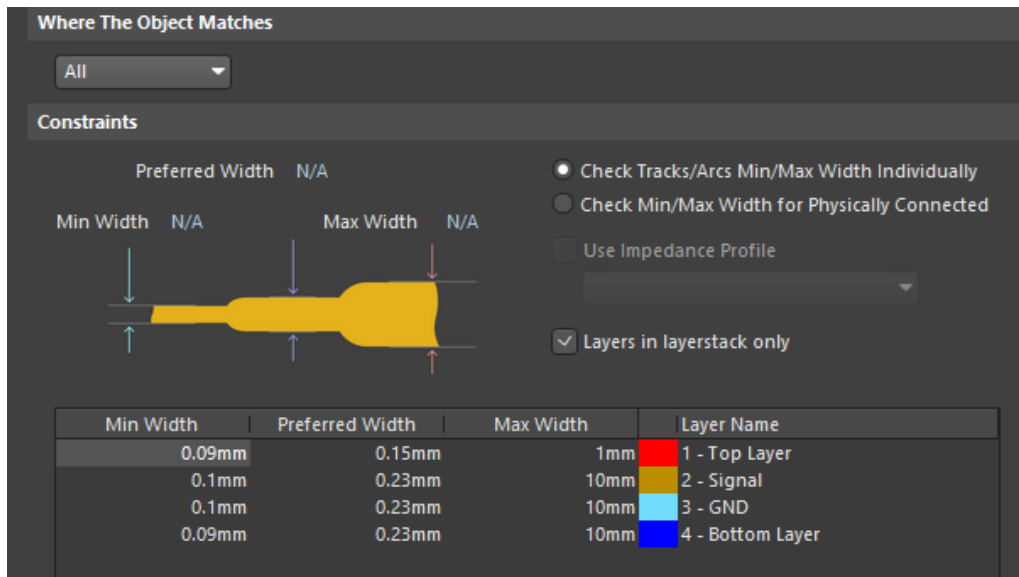 Where The Object Matches
All
Constraints
Preferred Width N/A
Check Tracks/Arcs Min/Max Width Individually
Check Min/Max Width for Physically Connected
Min Width N/A
Max Width N/A
Use Impedance Profile
Layers in layerstack only
Min Width Preferred Width Max Width Layer Name
0.09mm 0.15mm 1mm 1 - Top Layer
0.1mm 0.23mm 10mm 2 - Signal
0.1mm 0.23mm 10mm 3 - GND
0.09mm 0.23mm 10mm 4 - Bottom Layer